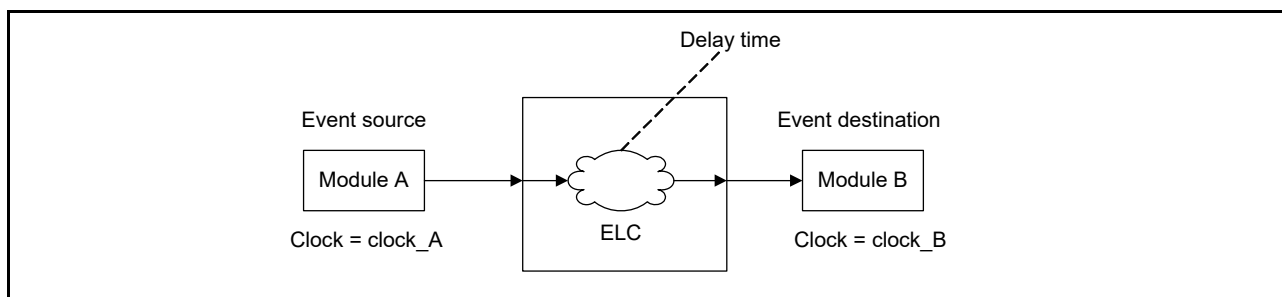 Delay time
Event source
Event destination
Module A
Module B
ELC
Clock = clock_A
Clock = clock_B